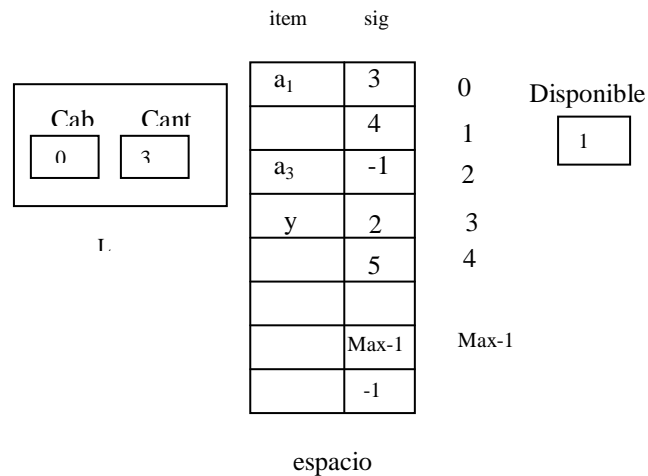 item sig
a1 3 0
Cab Cant 4 1 Disponible
0 3 a3 -1 2 1
y 2 3
L 5 4
Max-1 Max-1
-1
espacio